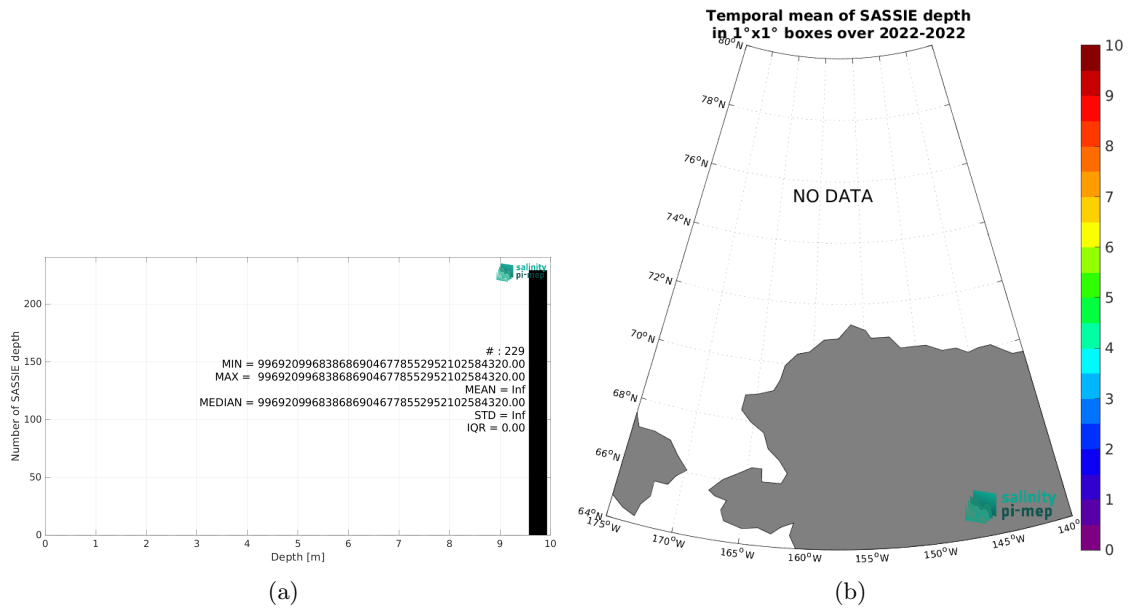 salinity
pi-mep
200
150
100
50
0
Number of SASSIE depth
# : 229
MIN = 9969209968386869046778552952102584320.00
MAX = 9969209968386869046778552952102584320.00
MEAN = Inf
MEDIAN = 9969209968386869046778552952102584320.00
STD = Inf
IQR = 0.00
0 1 2 3 4 5 6 7 8 9 10
Depth [m]
(a)
Temporal mean of SASSIE depth
in 1°x1° boxes over 2022-2022
80°N
78°N
76°N
74°N
72°N
70°N
68°N
66°N
64°N
NO DATA
175°W
170°W
165°W
160°W
155°W
150°W
145°W
140°
salinity
pi-mep
10
9
8
7
6
5
4
3
2
1
0
(b)